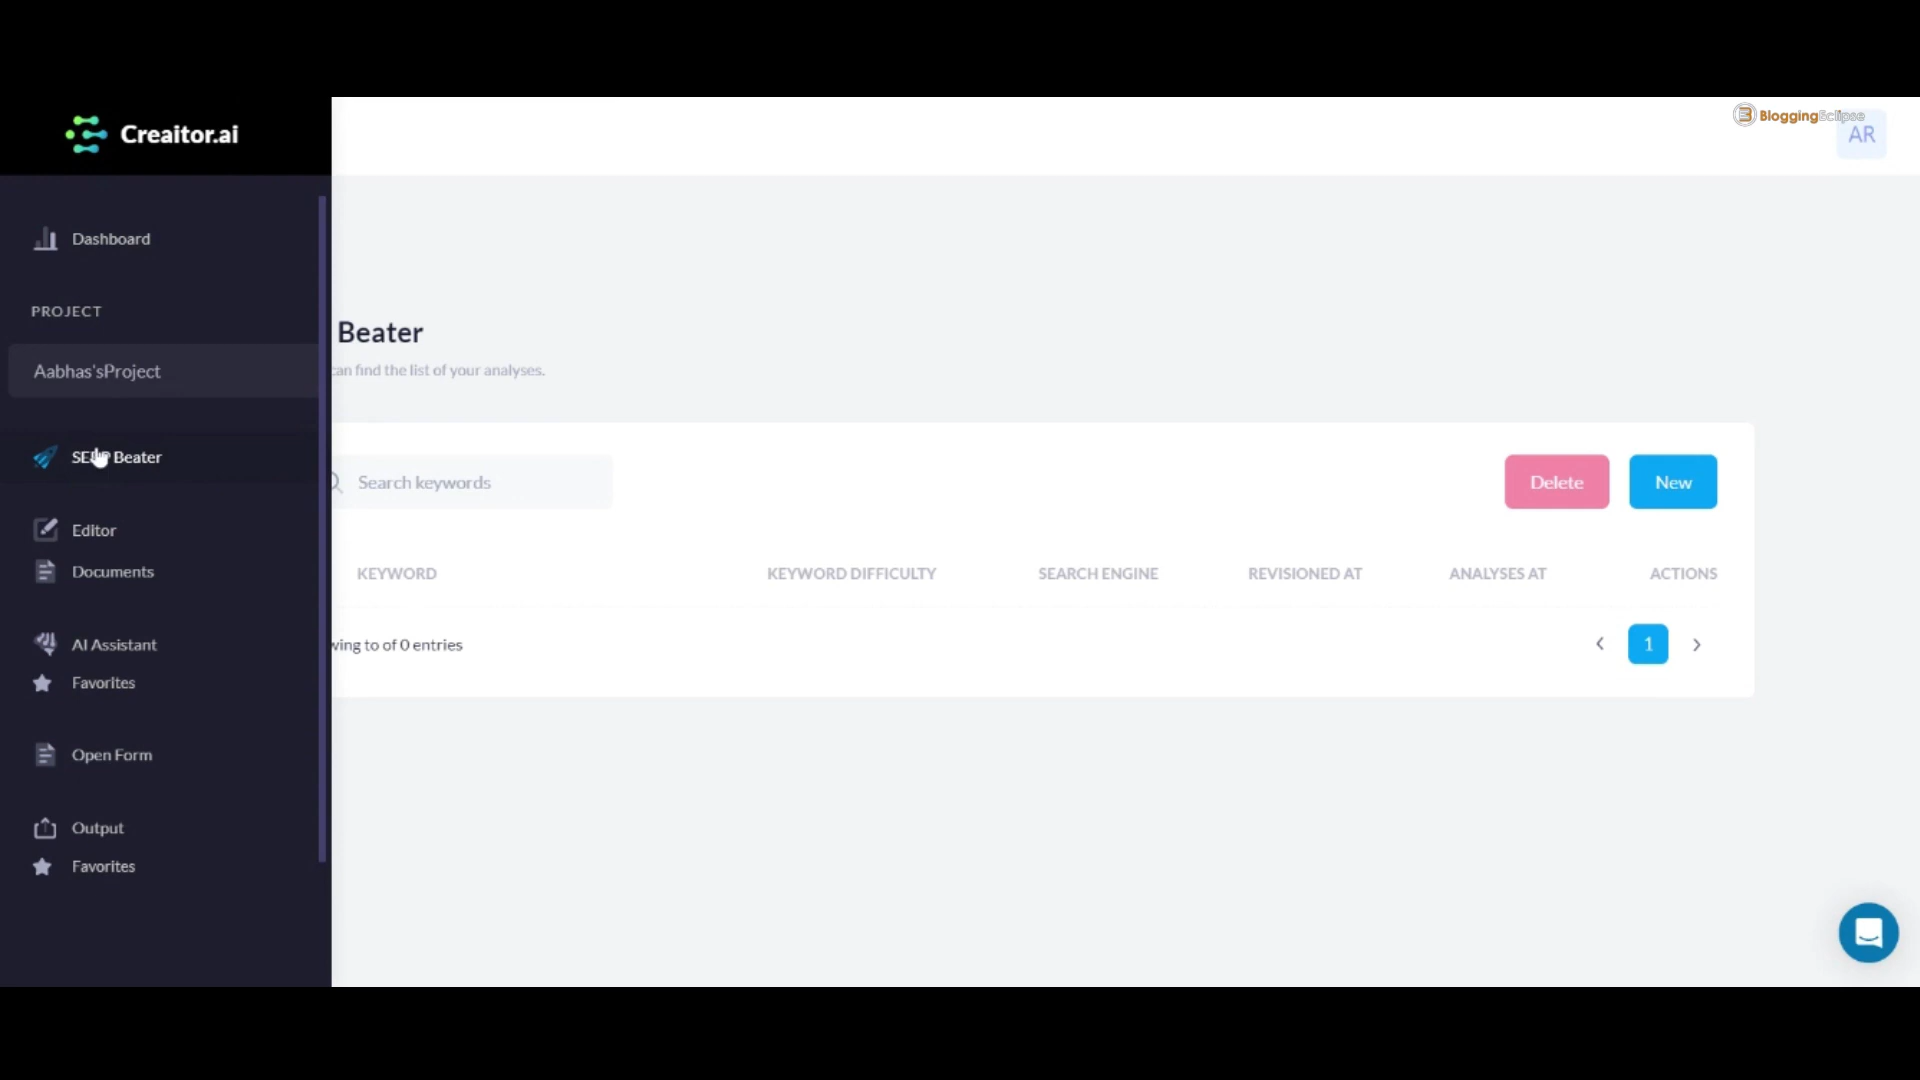 Creaitor.ai
BloggingEclipse
AR
Dashboard
PROJECT
Beater
Aabhas'sProject
can find the list of your analyses.
Beater
Search keywords
Delete
New
Editor
Documents
KEYWORD
KEYWORD DIFFICULTY
SEARCH ENGINE
REVISIONED AT
ANALYSES AT
ACTIONS
AI Assistant
to of 0 entries
1
Favorites
Open Form
Output
Favorites